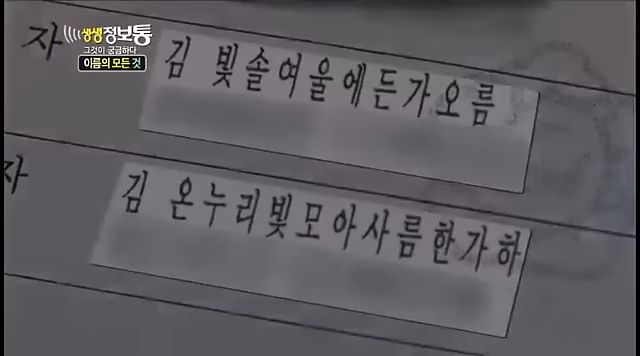 생생정보통
그것이 궁금하다
이름의 모든 것
자
김 빛솔여울에든가오름
자
김 온누리빛모아사름한가하